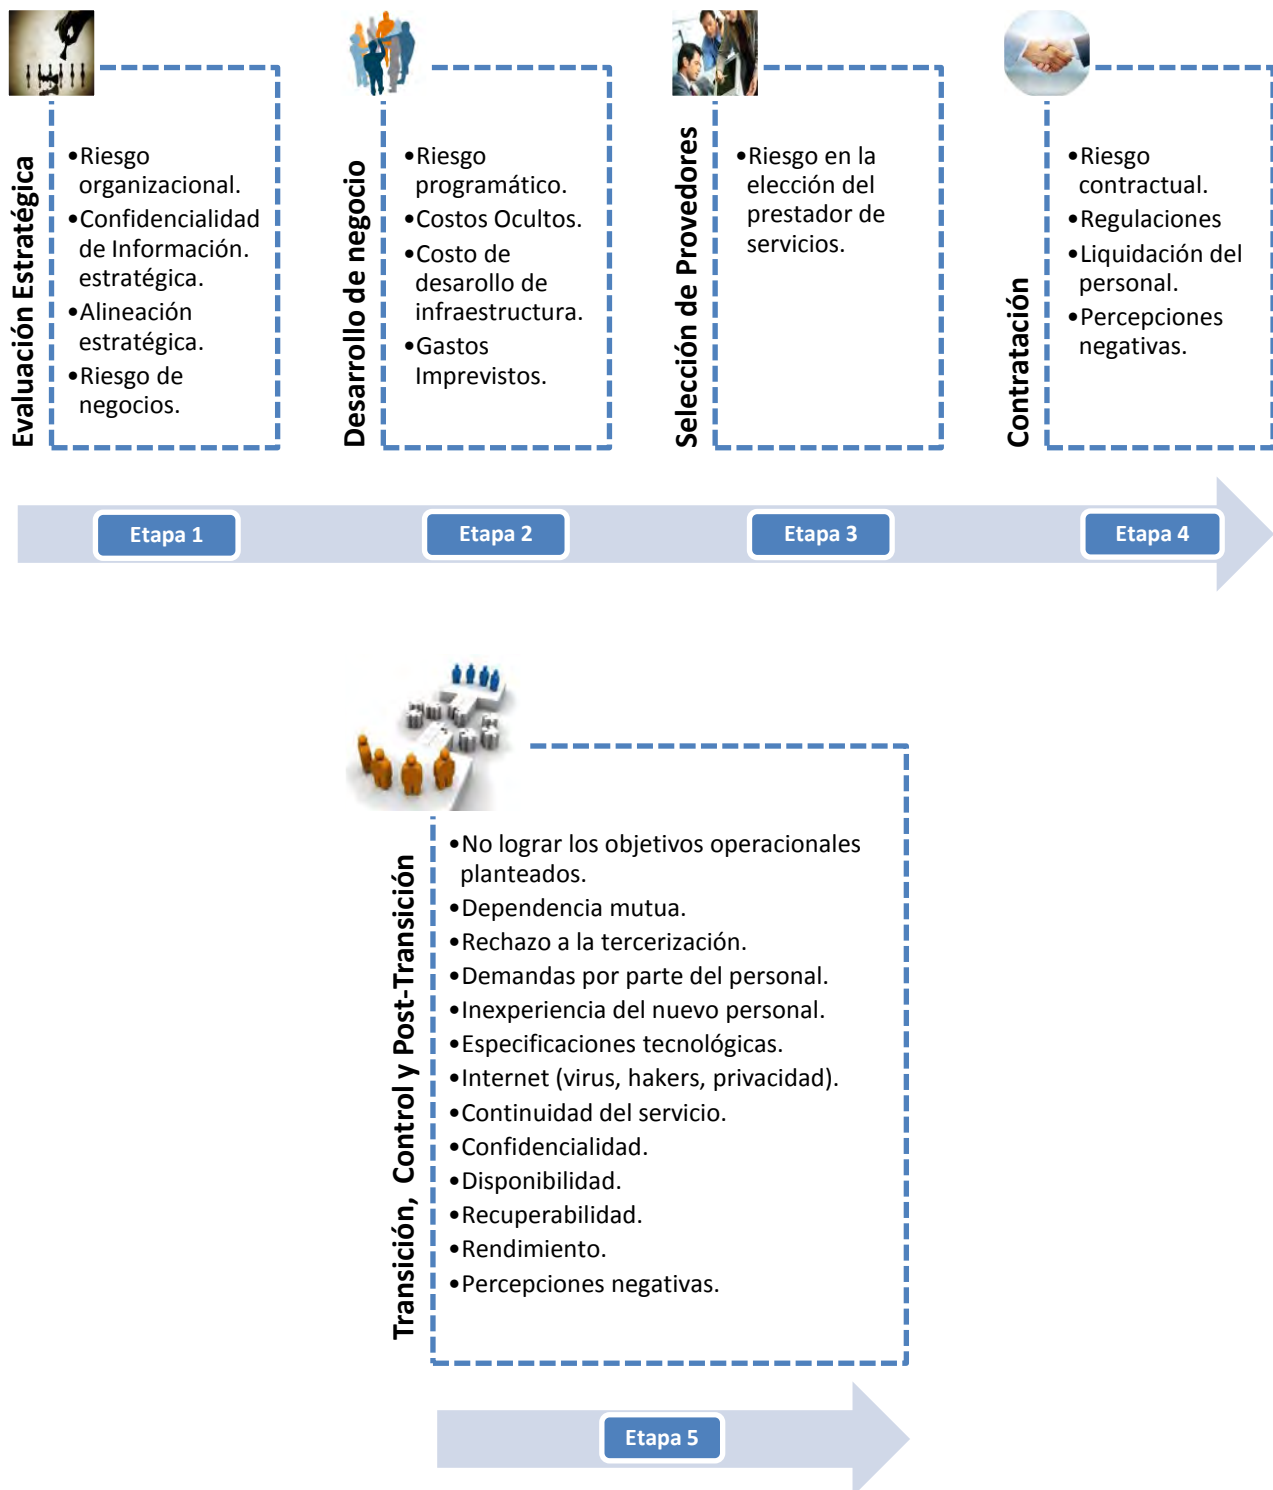 Evaluación Estratégica
•Riesgo
organizacional.
•Confidencialidad
de Información.
estratégica.
•Alineación
estratégica.
•Riesgo de
negocios.
Desarrollo de negocio
•Riesgo
programático.
•Costos Ocultos.
•Costo de
desarollo de
infraestructura.
•Gastos
Imprevistos.
Selección de Provedores
•Riesgo en la
elección del
prestador de
servicios.
Contratación
•Riesgo
contractual.
•Regulaciones
•Liquidación del
personal.
•Percepciones
negativas.
Etapa 1
Etapa 2
Etapa 3
Etapa 4
Transición, Control y Post-Transición
•No lograr los objetivos operacionales
planteados.
•Dependencia mutua.
•Rechazo a la tercerización.
•Demandas por parte del personal.
•Inexperiencia del nuevo personal.
•Especificaciones tecnológicas.
•Internet (virus, hakers, privacidad).
•Continuidad del servicio.
•Confidencialidad.
•Disponibilidad.
•Recuperabilidad.
•Rendimiento.
•Percepciones negativas.
Etapa 5